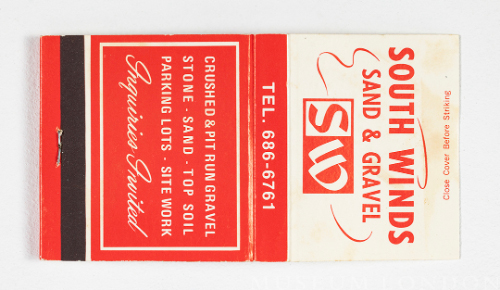 SOUTH WINDS
SAND & GRAVEL
SW
Close Cover Before Striking
TEL. 686-6761
CRUSHED & PIT RUN GRAVEL
STONE · SAND · TOP SOIL
PARKING LOTS · SITE WORK
Inquiries Invited